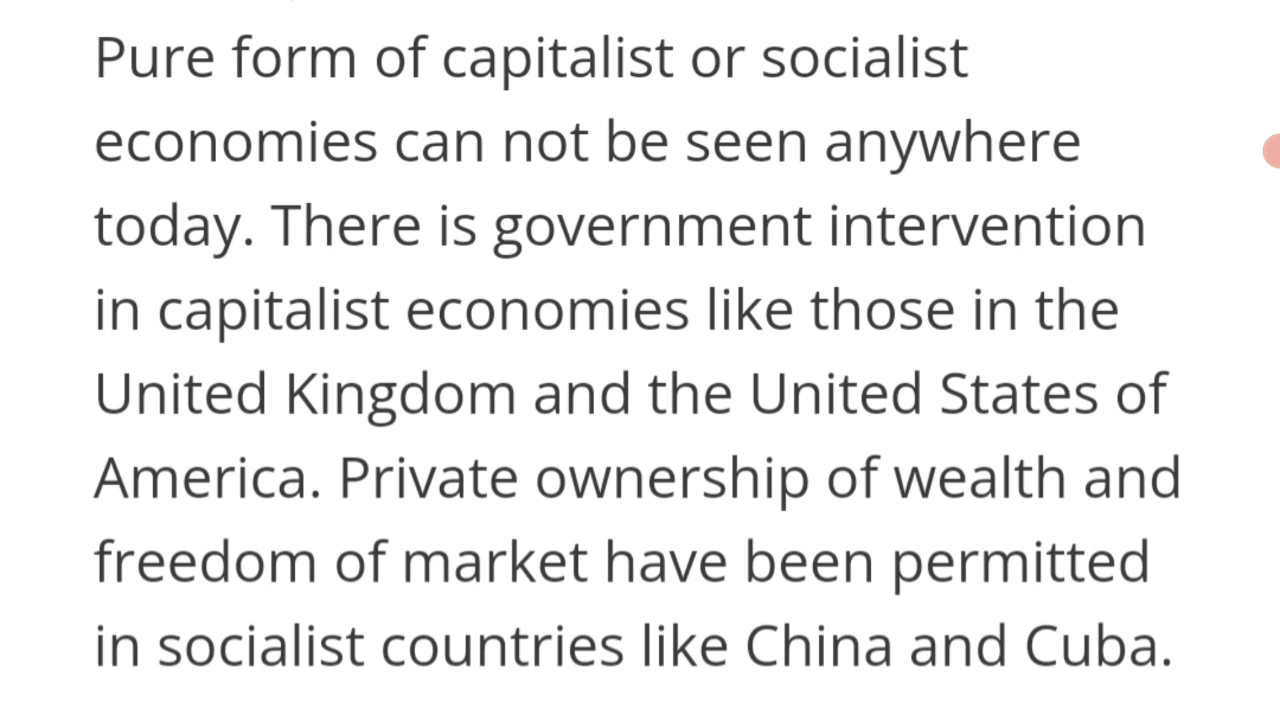 Pure form of capitalist or socialist
economies can not be seen anywhere
today. There is government intervention
in capitalist economies like those in the
United Kingdom and the United States of
America. Private ownership of wealth and
freedom of market have been permitted
in socialist countries like China and Cuba.